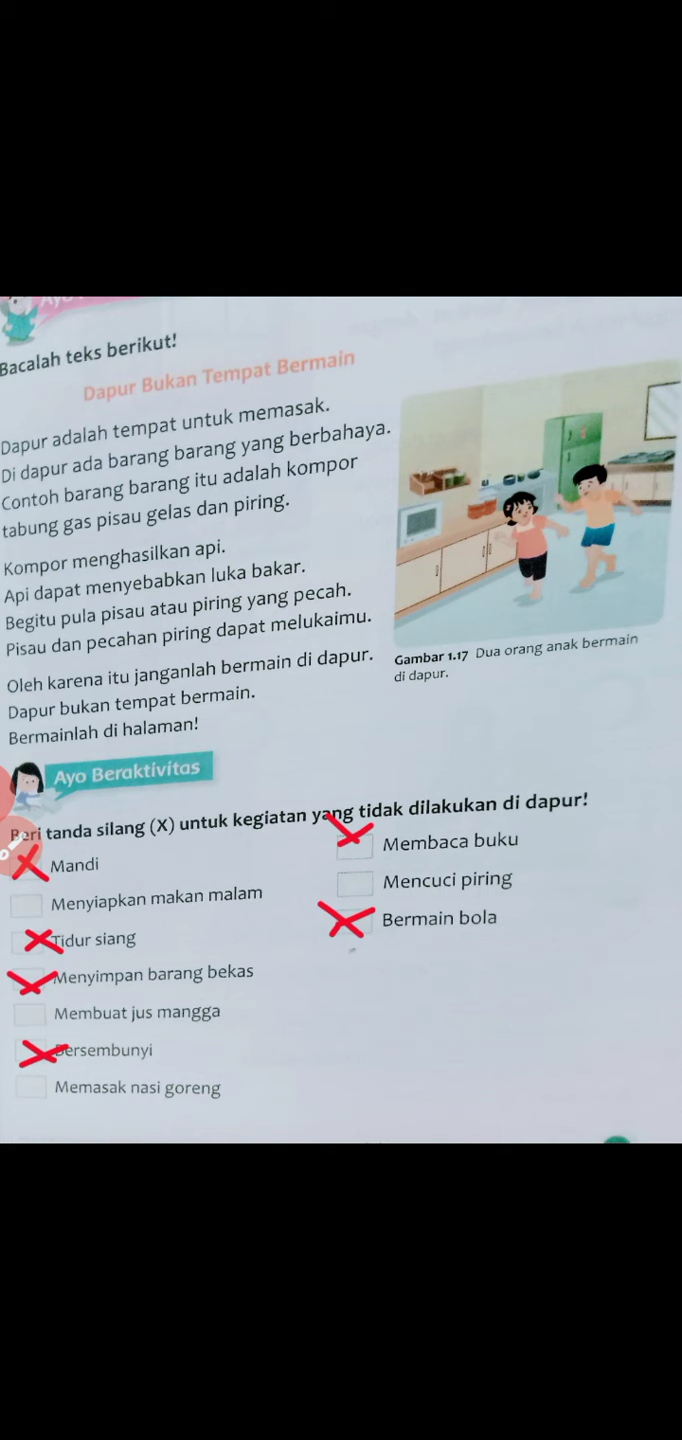 Bacalah teks berikut!
Dapur Bukan Tempat Bermain
Dapur adalah tempat untuk memasak.
Di dapur ada barang barang yang berbahaya.
Contoh barang barang itu adalah kompor
tabung gas pisau gelas dan piring.
Kompor menghasilkan api.
Api dapat menyebabkan luka bakar.
Begitu pula pisau atau piring yang pecah.
Pisau dan pecahan piring dapat melukaimu.
Oleh karena itu janganlah bermain di dapur.
Dapur bukan tempat bermain.
Bermainlah di halaman!
Gambar 1.17 Dua orang anak bermain
di dapur.
Ayo Beraktivitas
Beri tanda silang (X) untuk kegiatan yang tidak dilakukan di dapur!
Mandi
Menyiapkan makan malam
Tidur siang
Menyimpan barang bekas
Membuat jus mangga
Bersembunyi
Memasak nasi goreng
Membaca buku
Mencuci piring
Bermain bola